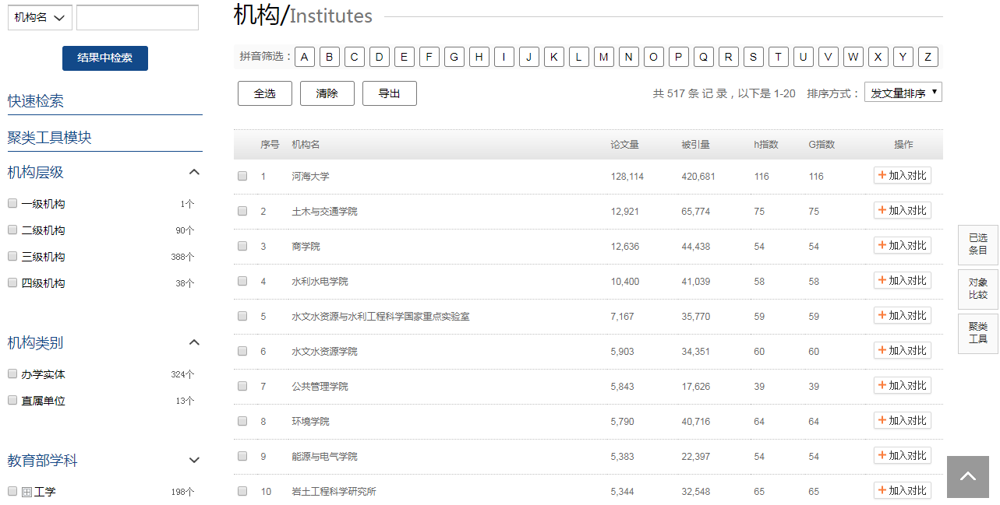 机构名
结果中检索
快速检索
聚类工具模块
机构层级
一级机构 1个
二级机构 90个
三级机构 388个
四级机构 38个
机构类别
办学实体 324个
直属单位 13个
教育部学科
工学 198个
机构/Institutes
拼音筛选： A B C D E F G H I J K L M N O P Q R S T U V W X Y Z
全选 清除 导出 共 517 条 记 录，以下是 1-20 排序方式： 发文量排序
序号 机构名 论文量 被引量 h指数 G指数 操作
1 河海大学 128,114 420,681 116 116 加入对比
2 土木与交通学院 12,921 65,774 75 75 加入对比
3 商学院 12,636 44,438 54 54 加入对比
4 水利水电学院 10,400 41,039 58 58 加入对比
5 水文水资源与水利工程科学国家重点实验室 7,167 35,770 59 59 加入对比
6 水文水资源学院 5,903 34,351 60 60 加入对比
7 公共管理学院 5,843 17,626 39 39 加入对比
8 环境学院 5,790 40,716 64 64 加入对比
9 能源与电气学院 5,383 22,397 54 54 加入对比
10 岩土工程科学研究所 5,344 32,548 65 65 加入对比
已选
条目
对象
比较
聚类
工具